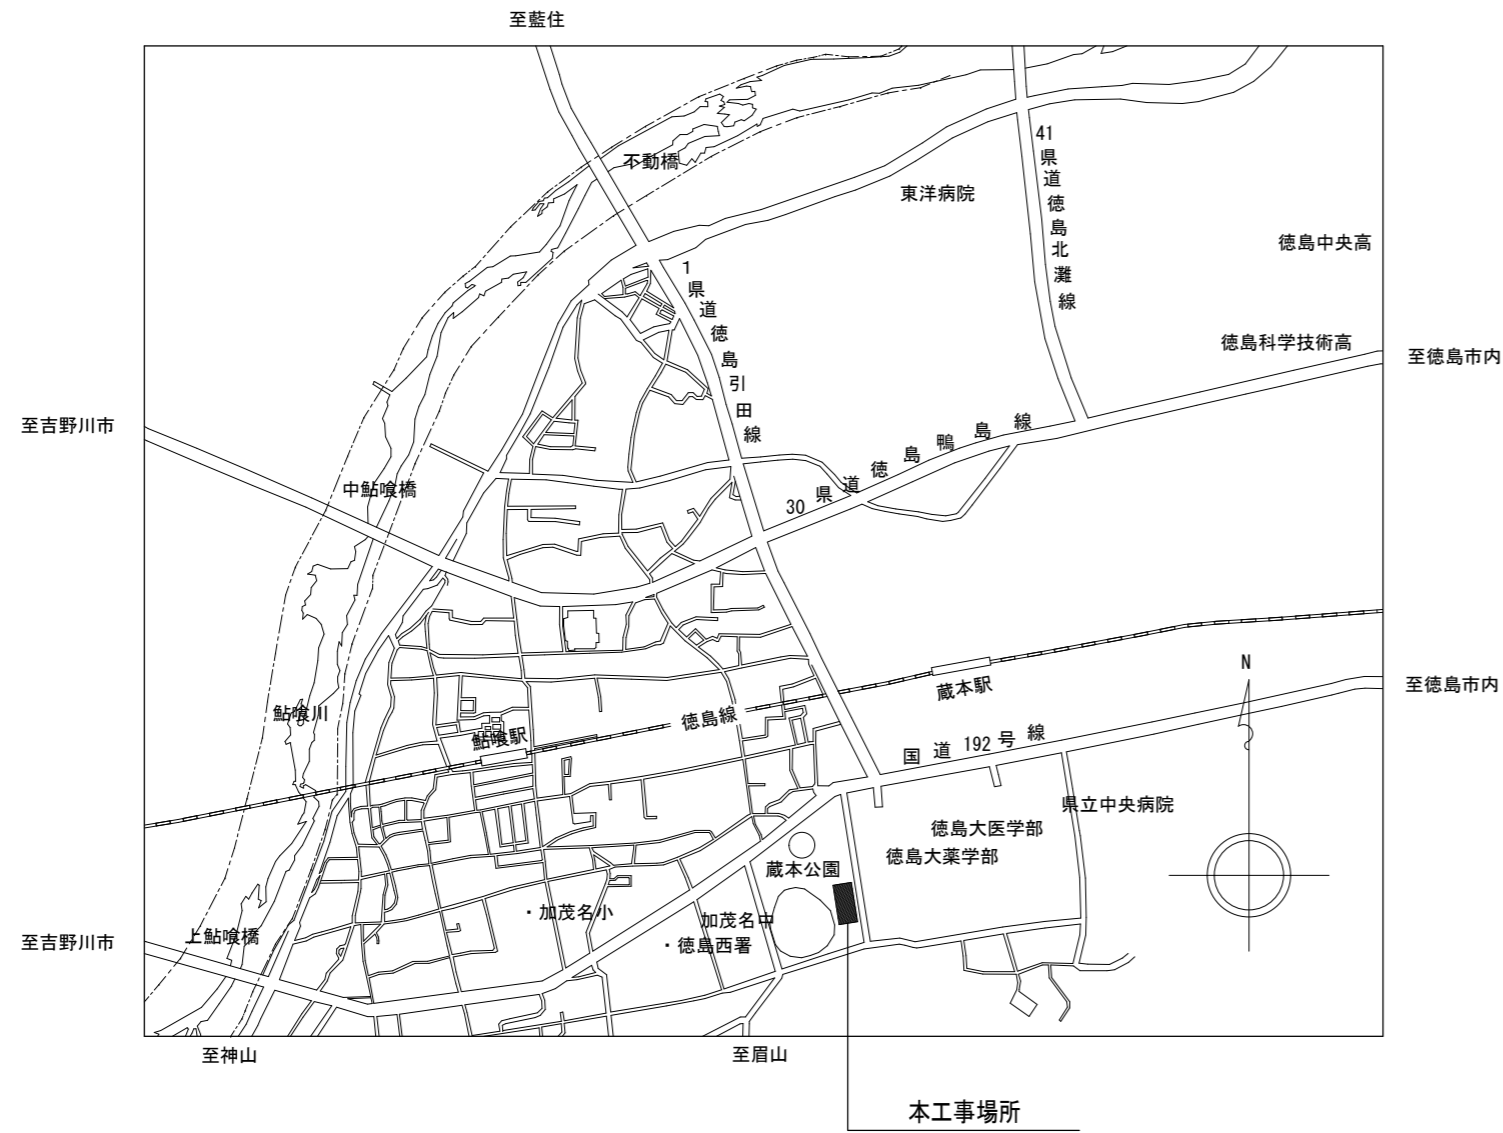 至藍住
不動橋
41県道徳島北灘線
東洋病院
徳島中央高
1県道徳島引田線
徳島科学技術高
至徳島市内
至吉野川市
30県道徳島鴨島線
中鮎喰橋
N
蔵本駅
至徳島市内
鮎喰川
徳島線
鮎喰駅
国道192号線
県立中央病院
徳島大医学部
徳島大薬学部
蔵本公園
・加茂名小
加茂名中
・徳島西署
上鮎喰橋
至吉野川市
至神山
至眉山
本工事場所